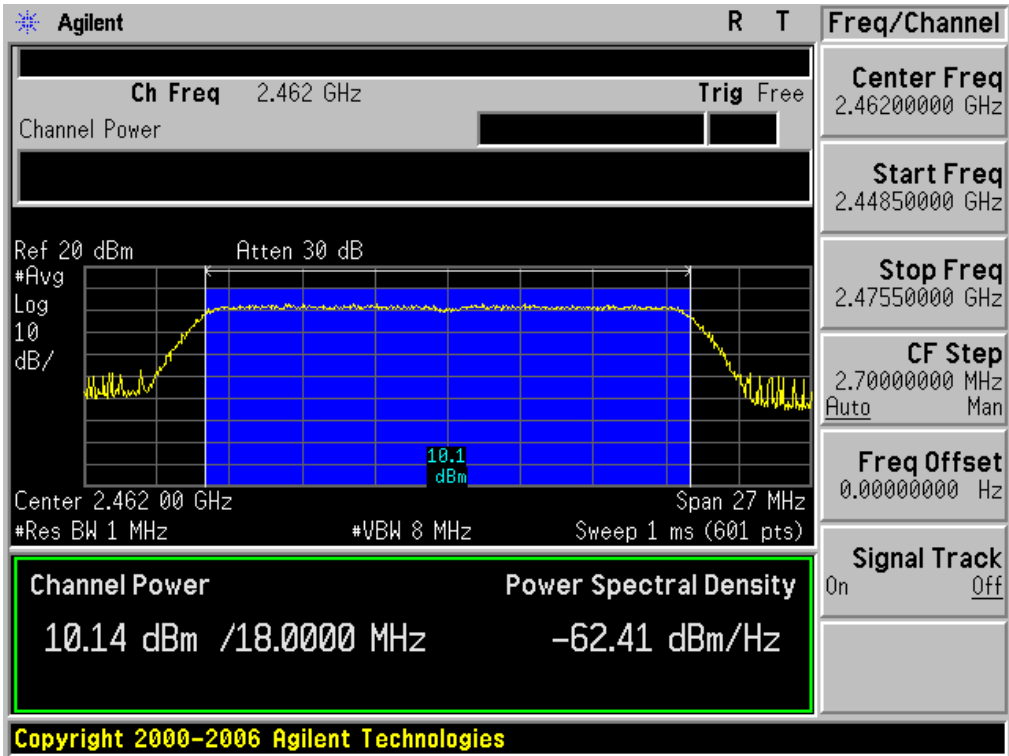 Agilent R T Freq/Channel
Ch Freq 2.462 GHz Trig Free
Channel Power
Center Freq
2.46200000 GHz
Start Freq
2.44850000 GHz
Stop Freq
2.47550000 GHz
CF Step
2.70000000 MHz
Auto Man
Freq Offset
0.00000000 Hz
Signal Track
On Off
Ref 20 dBm Atten 30 dB
#Avg
Log
10
dB/
10.1
dBm
Center 2.462 00 GHz Span 27 MHz
#Res BW 1 MHz #VBW 8 MHz Sweep 1 ms (601 pts)
Channel Power Power Spectral Density
10.14 dBm /18.0000 MHz -62.41 dBm/Hz
Copyright 2000-2006 Agilent Technologies